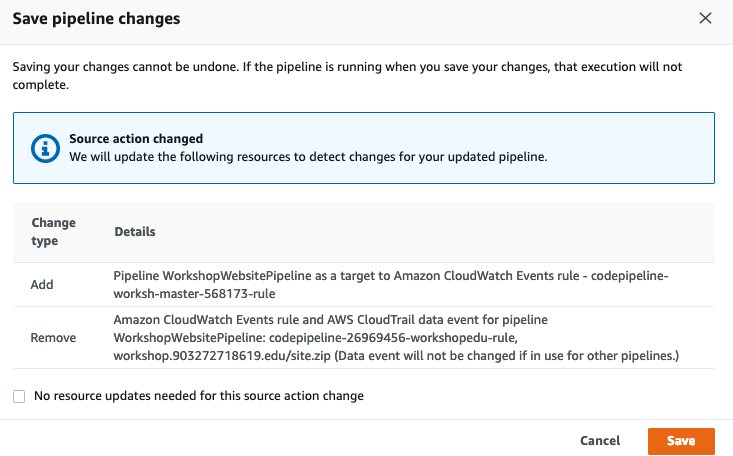 Save pipeline changes
Saving your changes cannot be undone. If the pipeline is running when you save your changes, that execution will not
complete.
Source action changed
We will update the following resources to detect changes for your updated pipeline.
Change
type
Details
Add
Pipeline WorkshopWebsitePipeline as a target to Amazon CloudWatch Events rule - codepipeline-
worksh-master-568173-rule
Remove
Amazon CloudWatch Events rule and AWS CloudTrail data event for pipeline
WorkshopWebsitePipeline: codepipeline-26969456-workshopedu-rule,
workshop.903272718619.edu/site.zip (Data event will not be changed if in use for other pipelines.)
No resource updates needed for this source action change
Cancel
Save